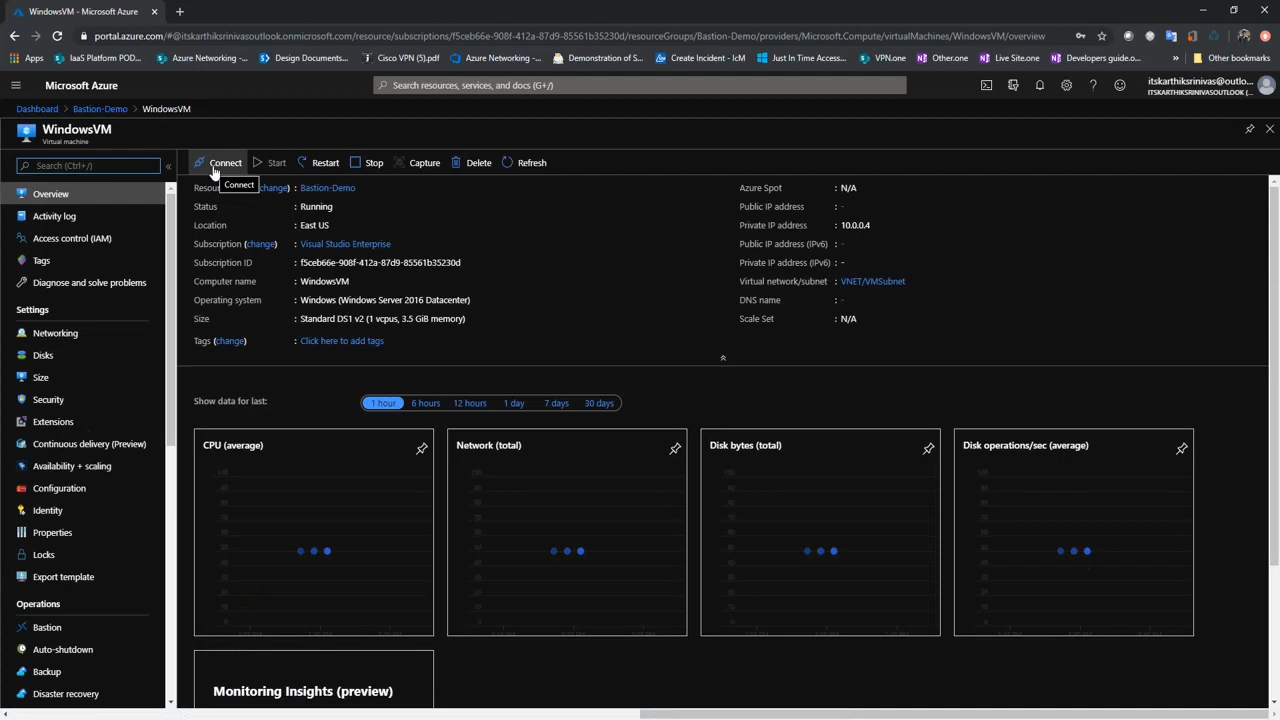 WindowsVM - Microsoft Azure
portal.azure.com/#@itskarthiksrinivasoutlook.onmicrosoft.com/resource/subscriptions/f5ceb66e-908f-412a-87d9-85561b35230d/resourceGroups/Bastion-Demo/providers/Microsoft.Compute/virtualMachines/WindowsVM/overview
Apps IaaS Platform POD... Azure Networking -... Design Documents... Cisco VPN (5).pdf Azure Networking -... Demonstration of S... Create Incident - IcM Just In Time Access... VPN.one Other.one Live Site.one Developers guide.o... Other bookmarks
Microsoft Azure
Search resources, services, and docs (G+/)
itskarthiksrinivas@outlo...
ITSKARTHIKSRINIVASOUTLOOK (...
Dashboard > Bastion-Demo > WindowsVM
WindowsVM
Virtual machine
Search (Ctrl+/)
Overview
Activity log
Access control (IAM)
Tags
Diagnose and solve problems
Settings
Networking
Disks
Size
Security
Extensions
Continuous delivery (Preview)
Availability + scaling
Configuration
Identity
Properties
Locks
Export template
Operations
Bastion
Auto-shutdown
Backup
Disaster recovery
Connect Start Restart Stop Capture Delete Refresh
Connect
(change) : Bastion-Demo
Status : Running
Location : East US
Subscription (change) : Visual Studio Enterprise
Subscription ID : f5ceb66e-908f-412a-87d9-85561b35230d
Computer name : WindowsVM
Operating system : Windows (Windows Server 2016 Datacenter)
Size : Standard DS1 v2 (1 vcpus, 3.5 GiB memory)
Tags (change) : Click here to add tags
Azure Spot : N/A
Public IP address : -
Private IP address : 10.0.0.4
Public IP address (IPv6) : -
Private IP address (IPv6) : -
Virtual network/subnet : VNET/VMSubnet
DNS name : -
Scale Set : N/A
Show data for last: 1 hour 6 hours 12 hours 1 day 7 days 30 days
CPU (average)
Network (total)
Disk bytes (total)
Disk operations/sec (average)
Monitoring Insights (preview)